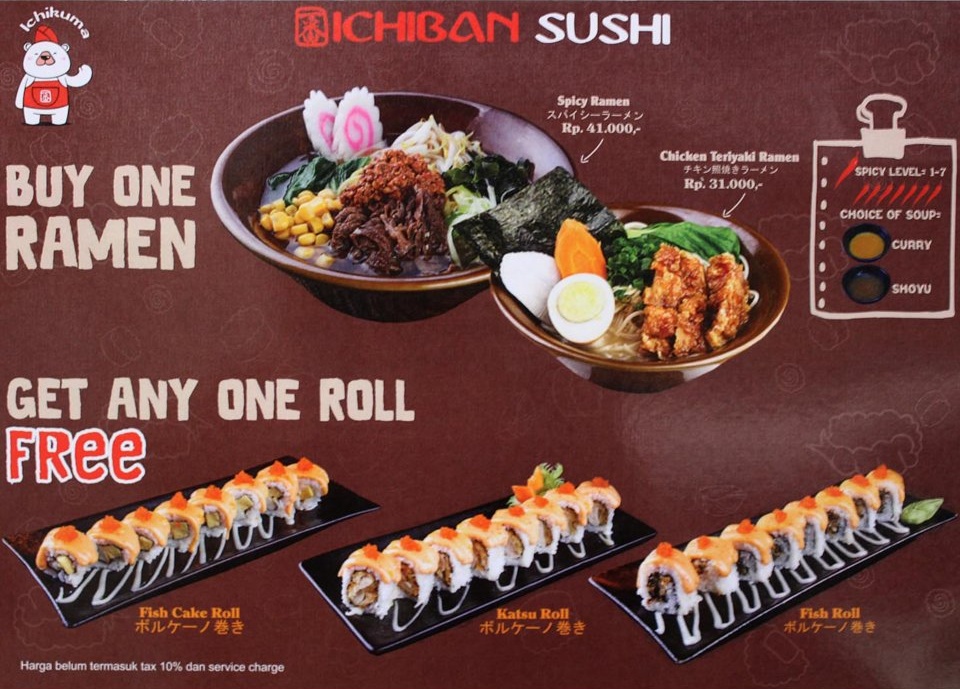 Ichikuma
ICHIBAN SUSHI
BUY ONE
RAMEN
Spicy Ramen
スパイシーラーメン
Rp. 41.000,-
Chicken Teriyaki Ramen
チキン照焼きラーメン
Rp. 31.000,-
SPICY LEVEL: 1-7
CHOICE OF SOUP:
CURRY
SHOYU
GET ANY ONE ROLL
FRee
Fish Cake Roll
ボルケーノ巻き
Katsu Roll
ボルケーノ巻き
Fish Roll
ボルケーノ巻き
Harga belum termasuk tax 10% dan service charge